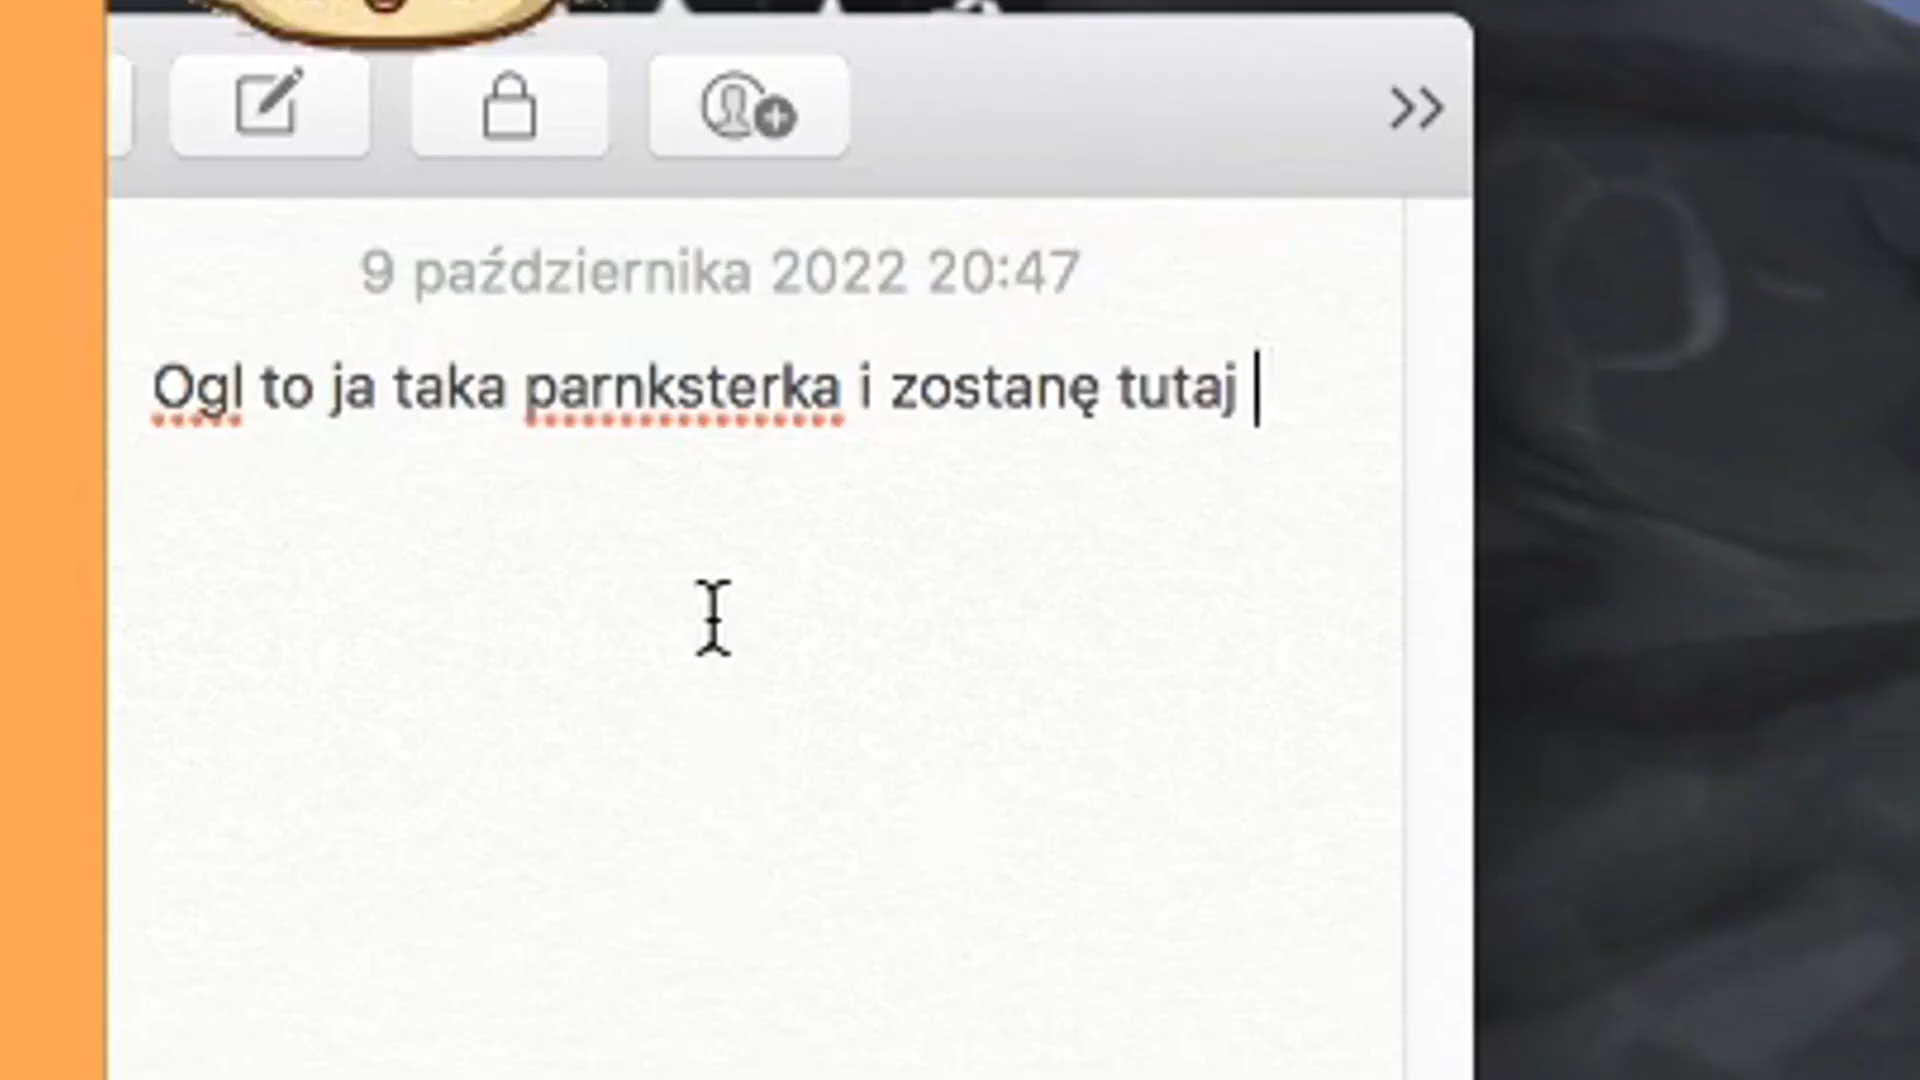 9 października 2022 20:47
Ogl to ja taka parnksterka i zostanę tutaj